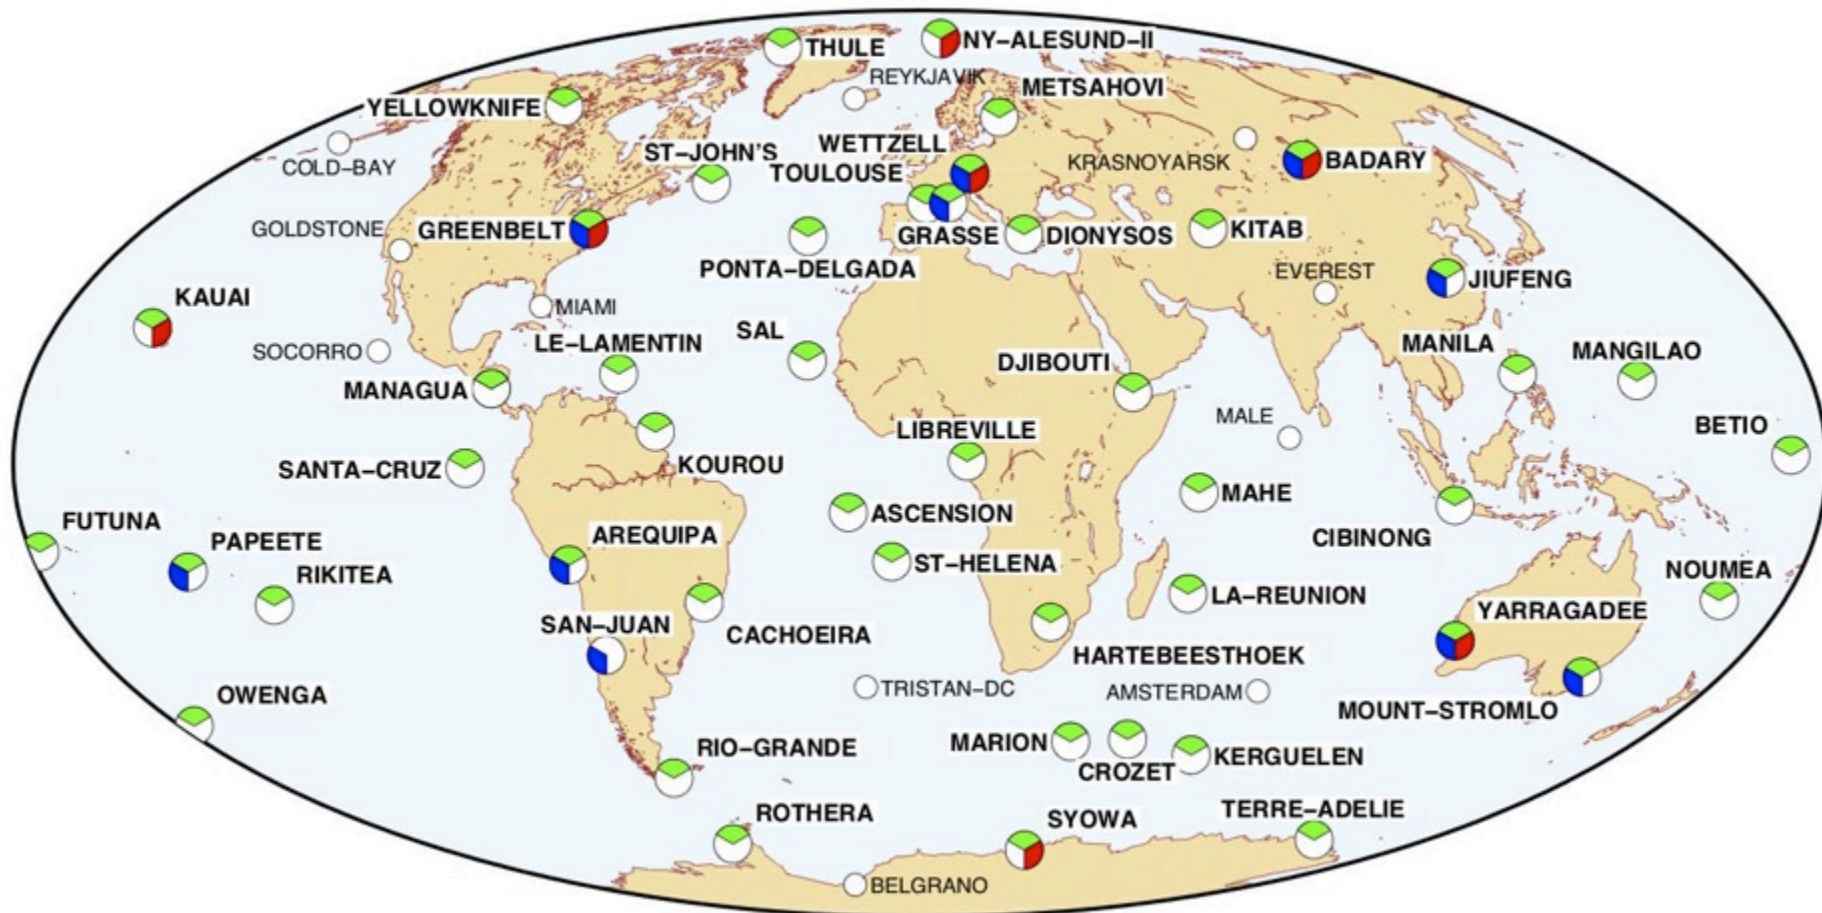 THULE
NY-ALESUND-II
REYKJAVIK
METSAHOVI
YELLOWKNIFE
COLD-BAY
ST-JOHN'S
WETTZELL
TOULOUSE
KRASNOYARSK
BADARY
GOLDSTONE
GREENBELT
GRASSE
DIONYSOS
KITAB
PONTA-DELGADA
EVEREST
JIUFENG
KAUAI
MIAMI
SAL
LE-LAMENTIN
SOCORRO
DJIBOUTI
MANILA
MANGILAO
MANAGUA
LIBREVILLE
MALE
BETIO
SANTA-CRUZ
KOUROU
MAHE
FUTUNA
PAPEETE
AREQUIPA
ASCENSION
CIBINONG
RIKITEA
ST-HELENA
NOUMEA
LA-REUNION
YARRAGADEE
SAN-JUAN
CACHOEIRA
HARTEBEESTHOEK
OWENGA
TRISTAN-DC
AMSTERDAM
MOUNT-STROMLO
RIO-GRANDE
MARION
CROZET
KERGUELEN
ROTHERA
SYOWA
TERRE-ADELIE
BELGRANO